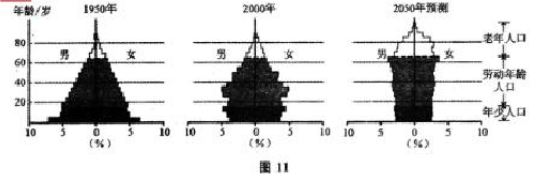 年龄/岁
1950年
2000年
2050年预测
80
60
40
20
男
女
男
女
男
女
老年人口
劳动年龄
人口
年少人口
10 5 0 5 10
(%)
10 5 0 5 10
(%)
10 5 0 5 10
(%)
图11